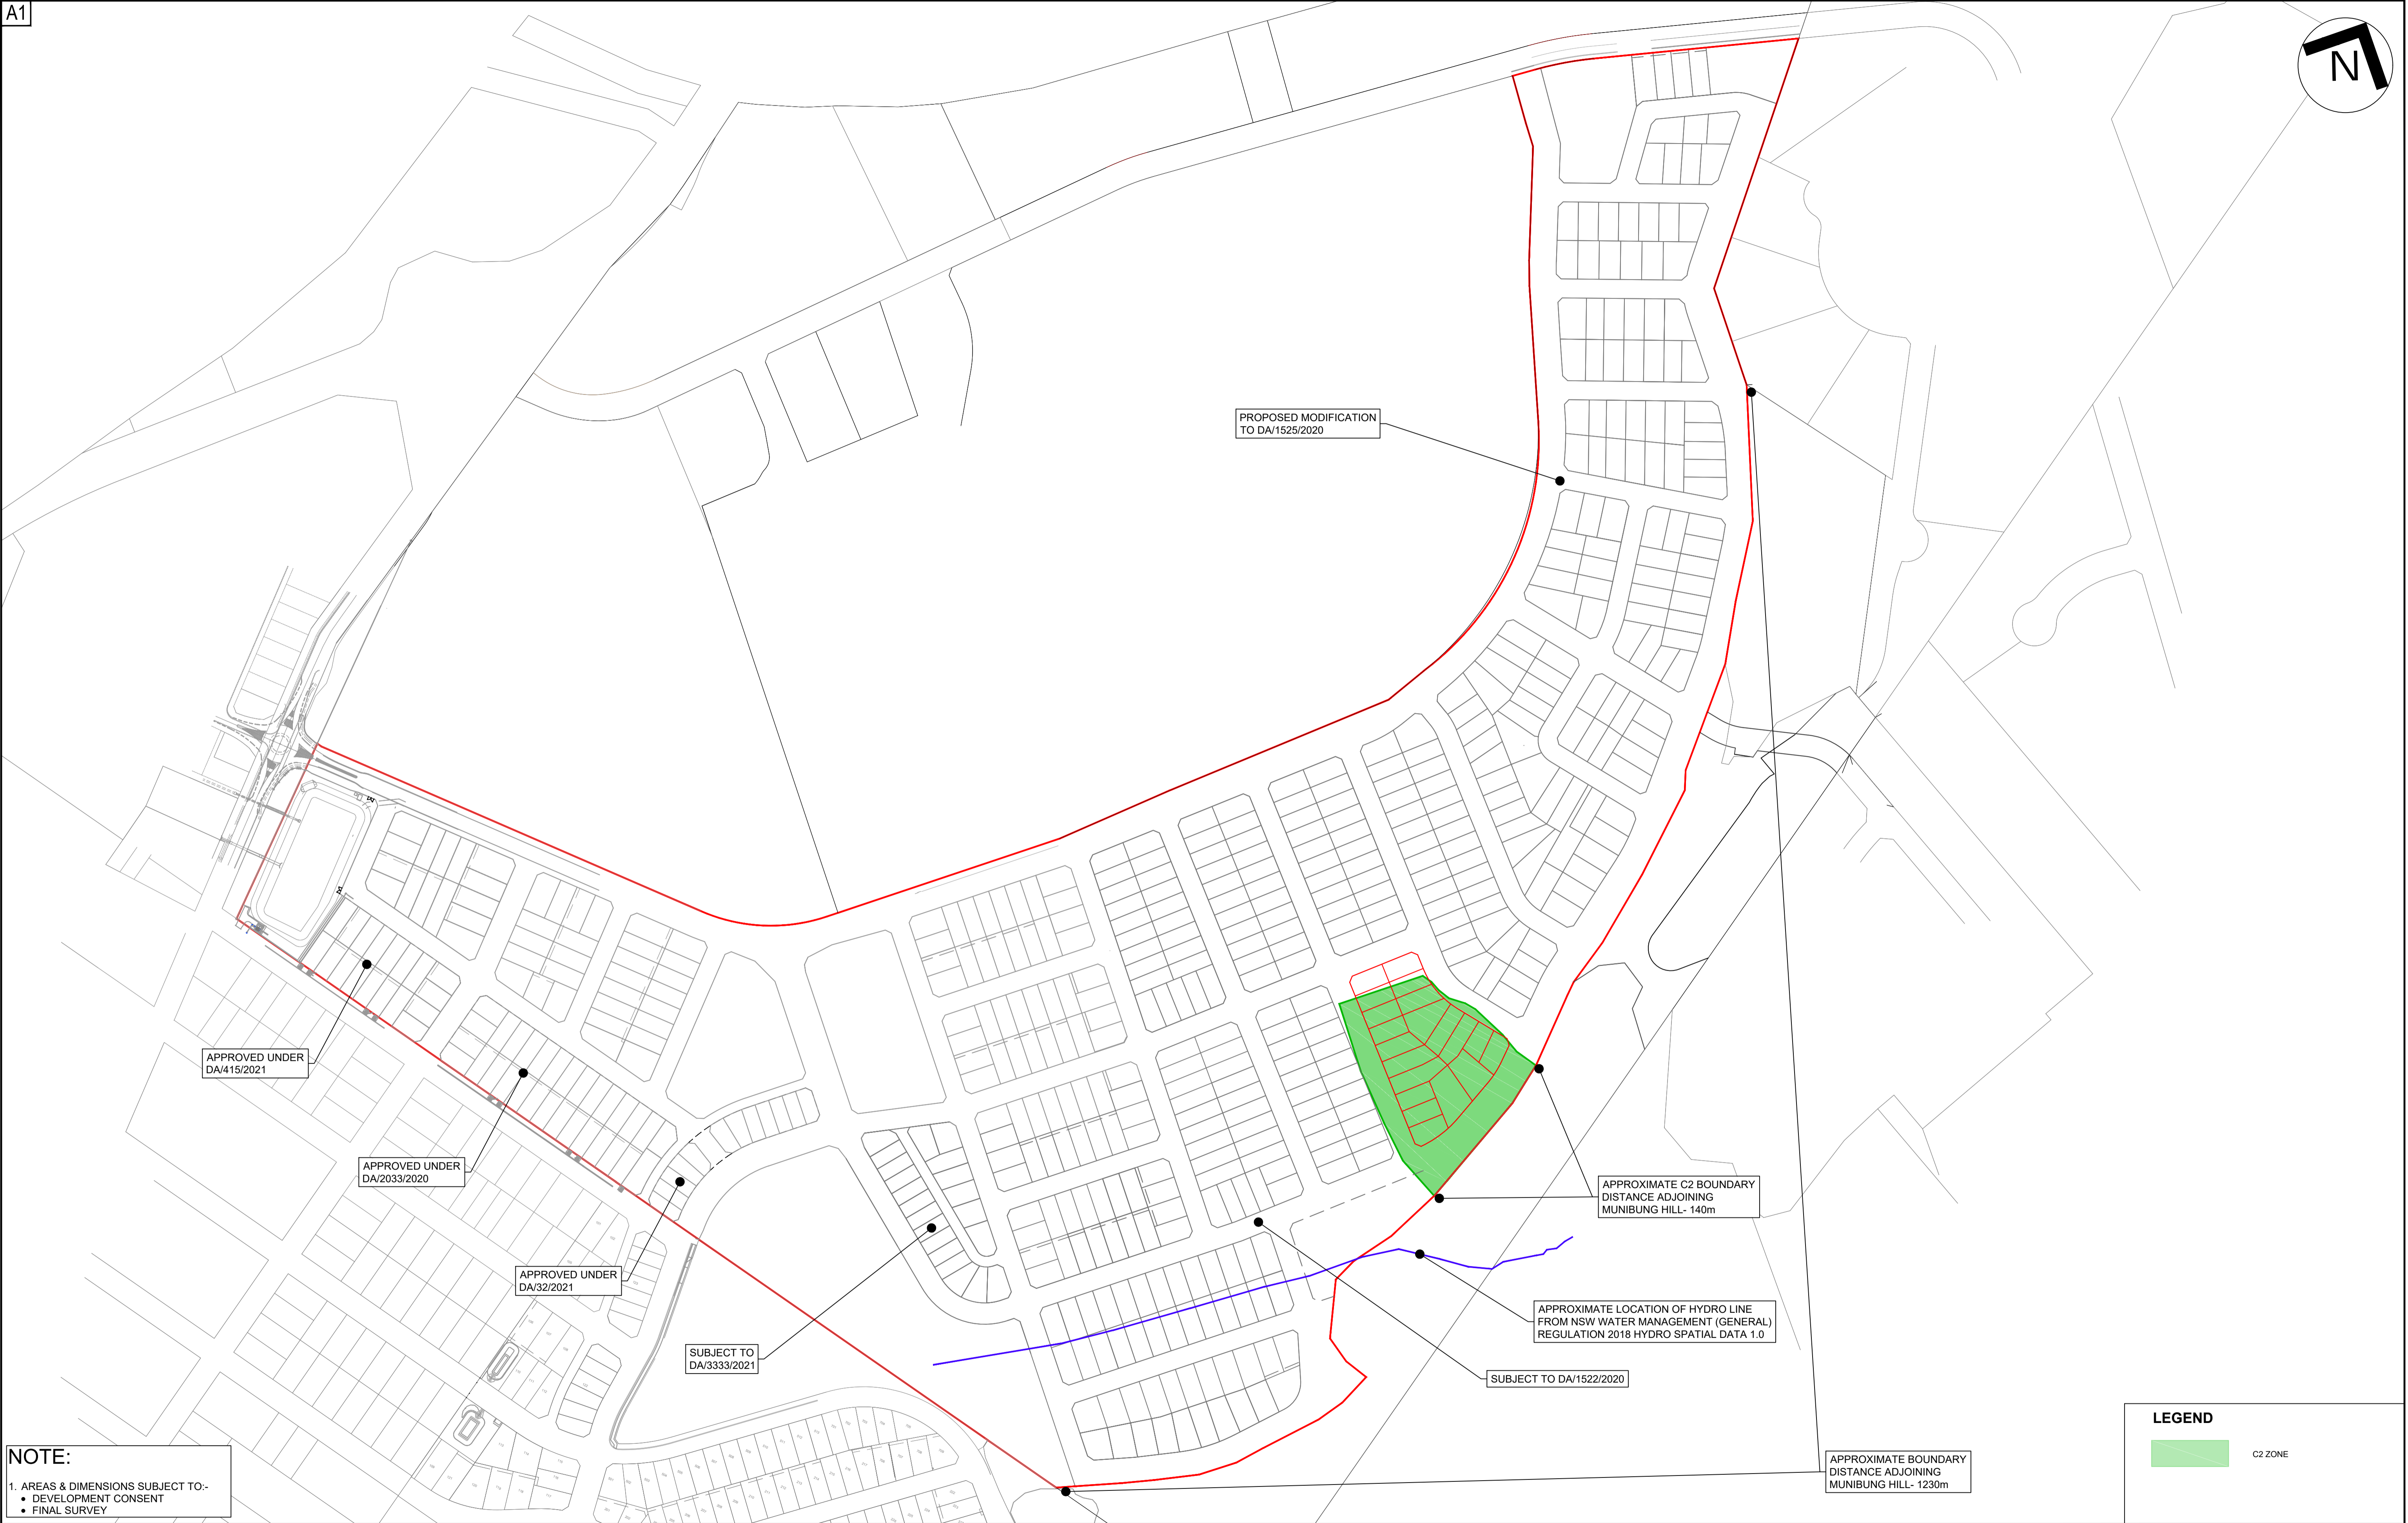 A1
N
PROPOSED MODIFICATION
TO DA/1525/2020
APPROVED UNDER
DA/415/2021
APPROVED UNDER
DA/2033/2020
APPROXIMATE C2 BOUNDARY
DISTANCE ADJOINING
MUNIBUNG HILL- 140m
APPROVED UNDER
DA/32/2021
APPROXIMATE LOCATION OF HYDRO LINE
FROM NSW WATER MANAGEMENT (GENERAL)
REGULATION 2018 HYDRO SPATIAL DATA 1.0
SUBJECT TO
DA/3333/2021
SUBJECT TO DA/1522/2020
LEGEND
C2 ZONE
APPROXIMATE BOUNDARY
DISTANCE ADJOINING
MUNIBUNG HILL- 1230m
NOTE:
1. AREAS & DIMENSIONS SUBJECT TO:-
• DEVELOPMENT CONSENT
• FINAL SURVEY